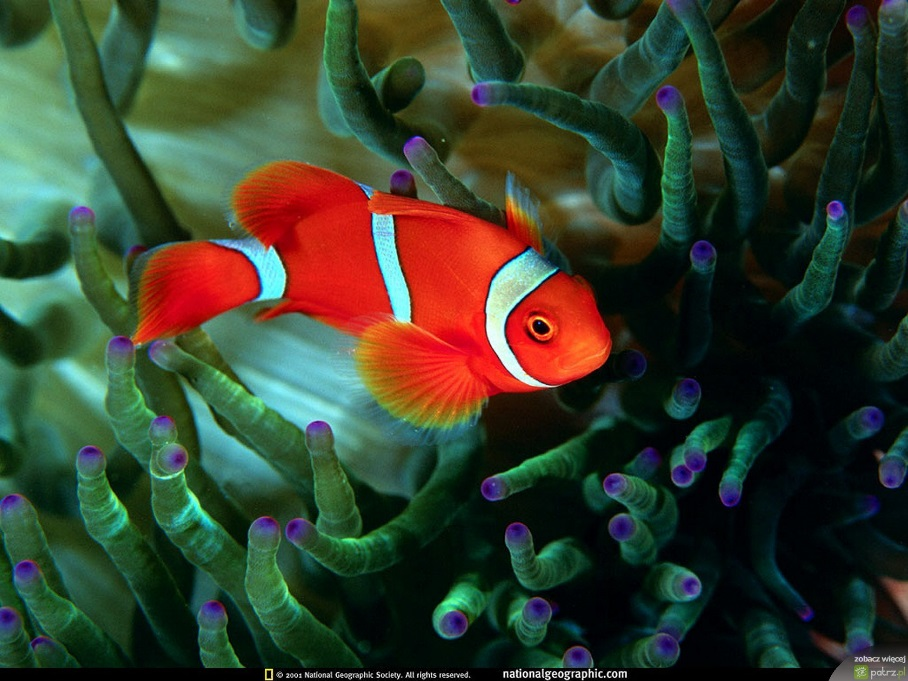 © 2001 National Geographic Society. All rights reserved.
nationalgeographic.com
zobacz więcej
patrz.pl